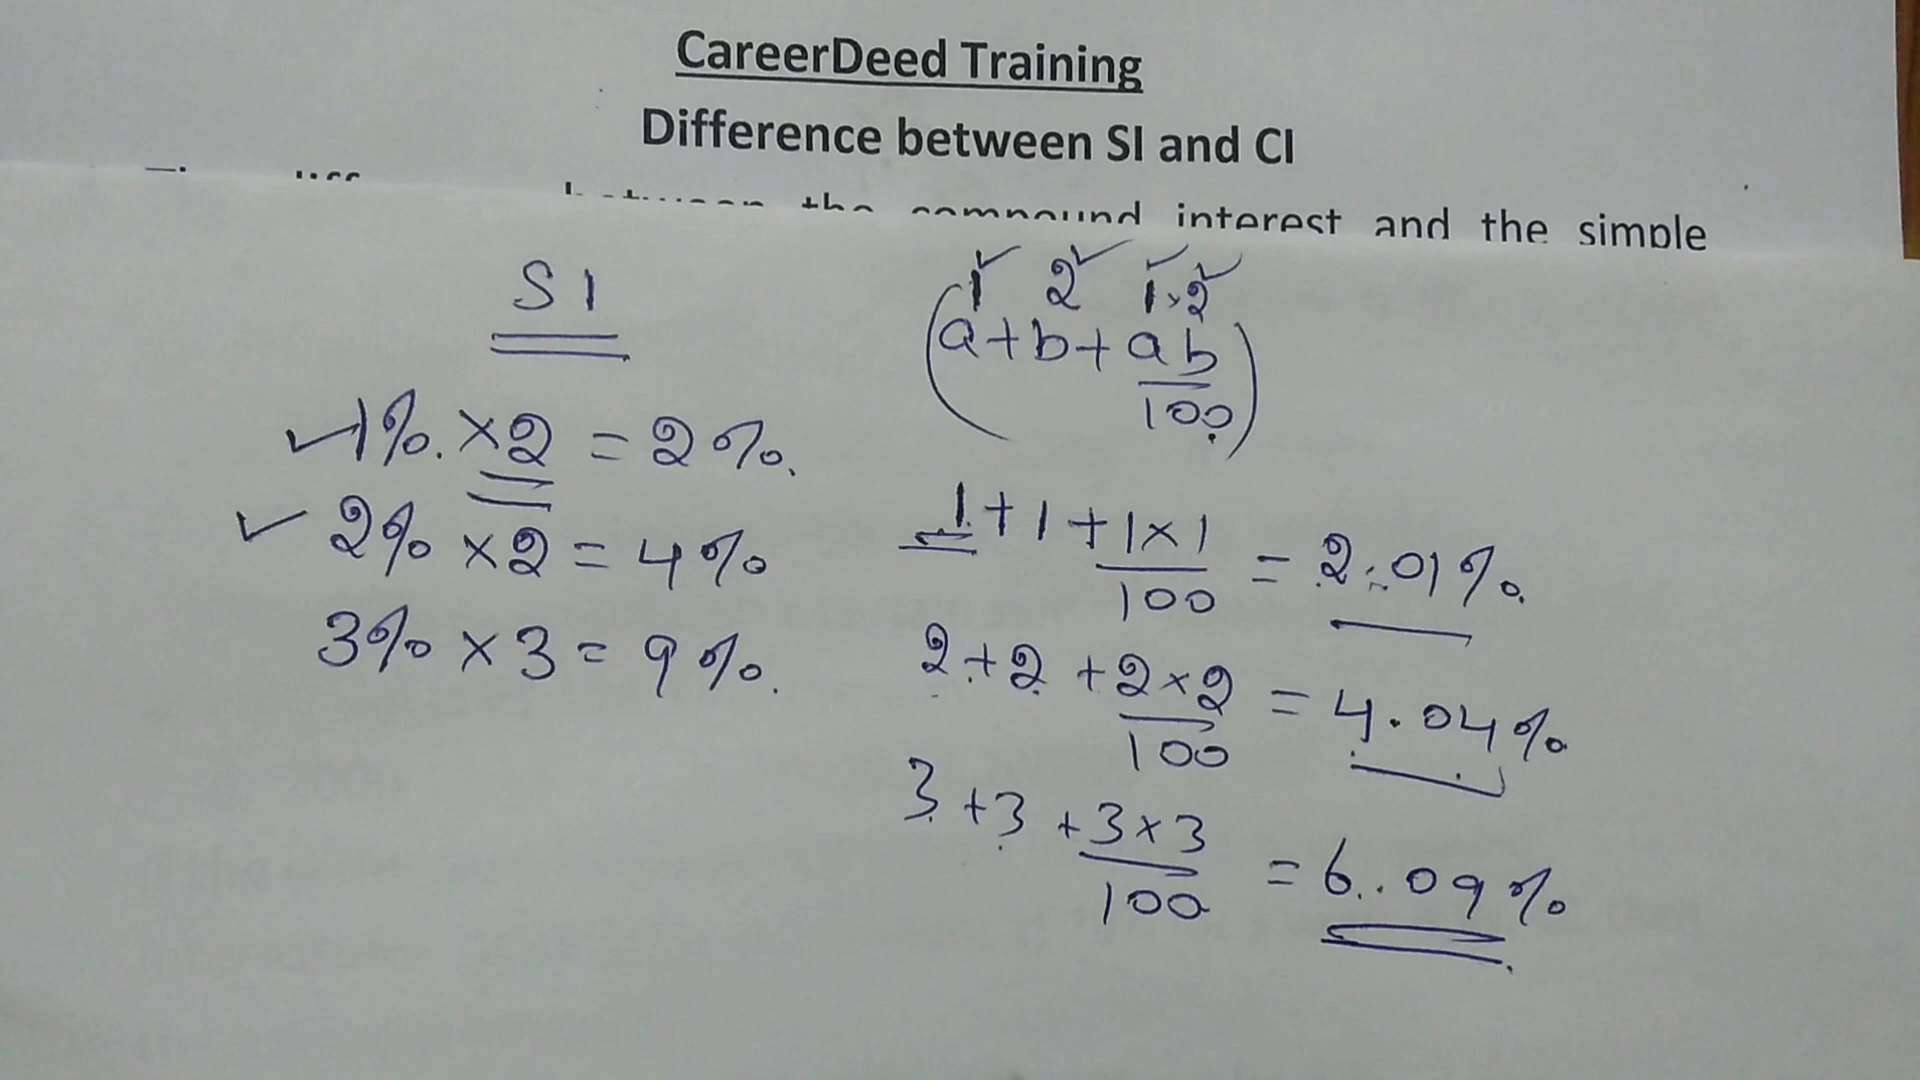 CareerDeed Training
Difference between SI and CI
the compound interest and the simple
SI
1%. ×2 = 2%.
2% ×2 = 4%
3% × 3 = 9%.
1 2 1×2
(a+b+ab/100)
1+1+1×1/100 = 2.01%.
2+2+2×2/100 = 4.04%
3+3+3×3/100 = 6.09%